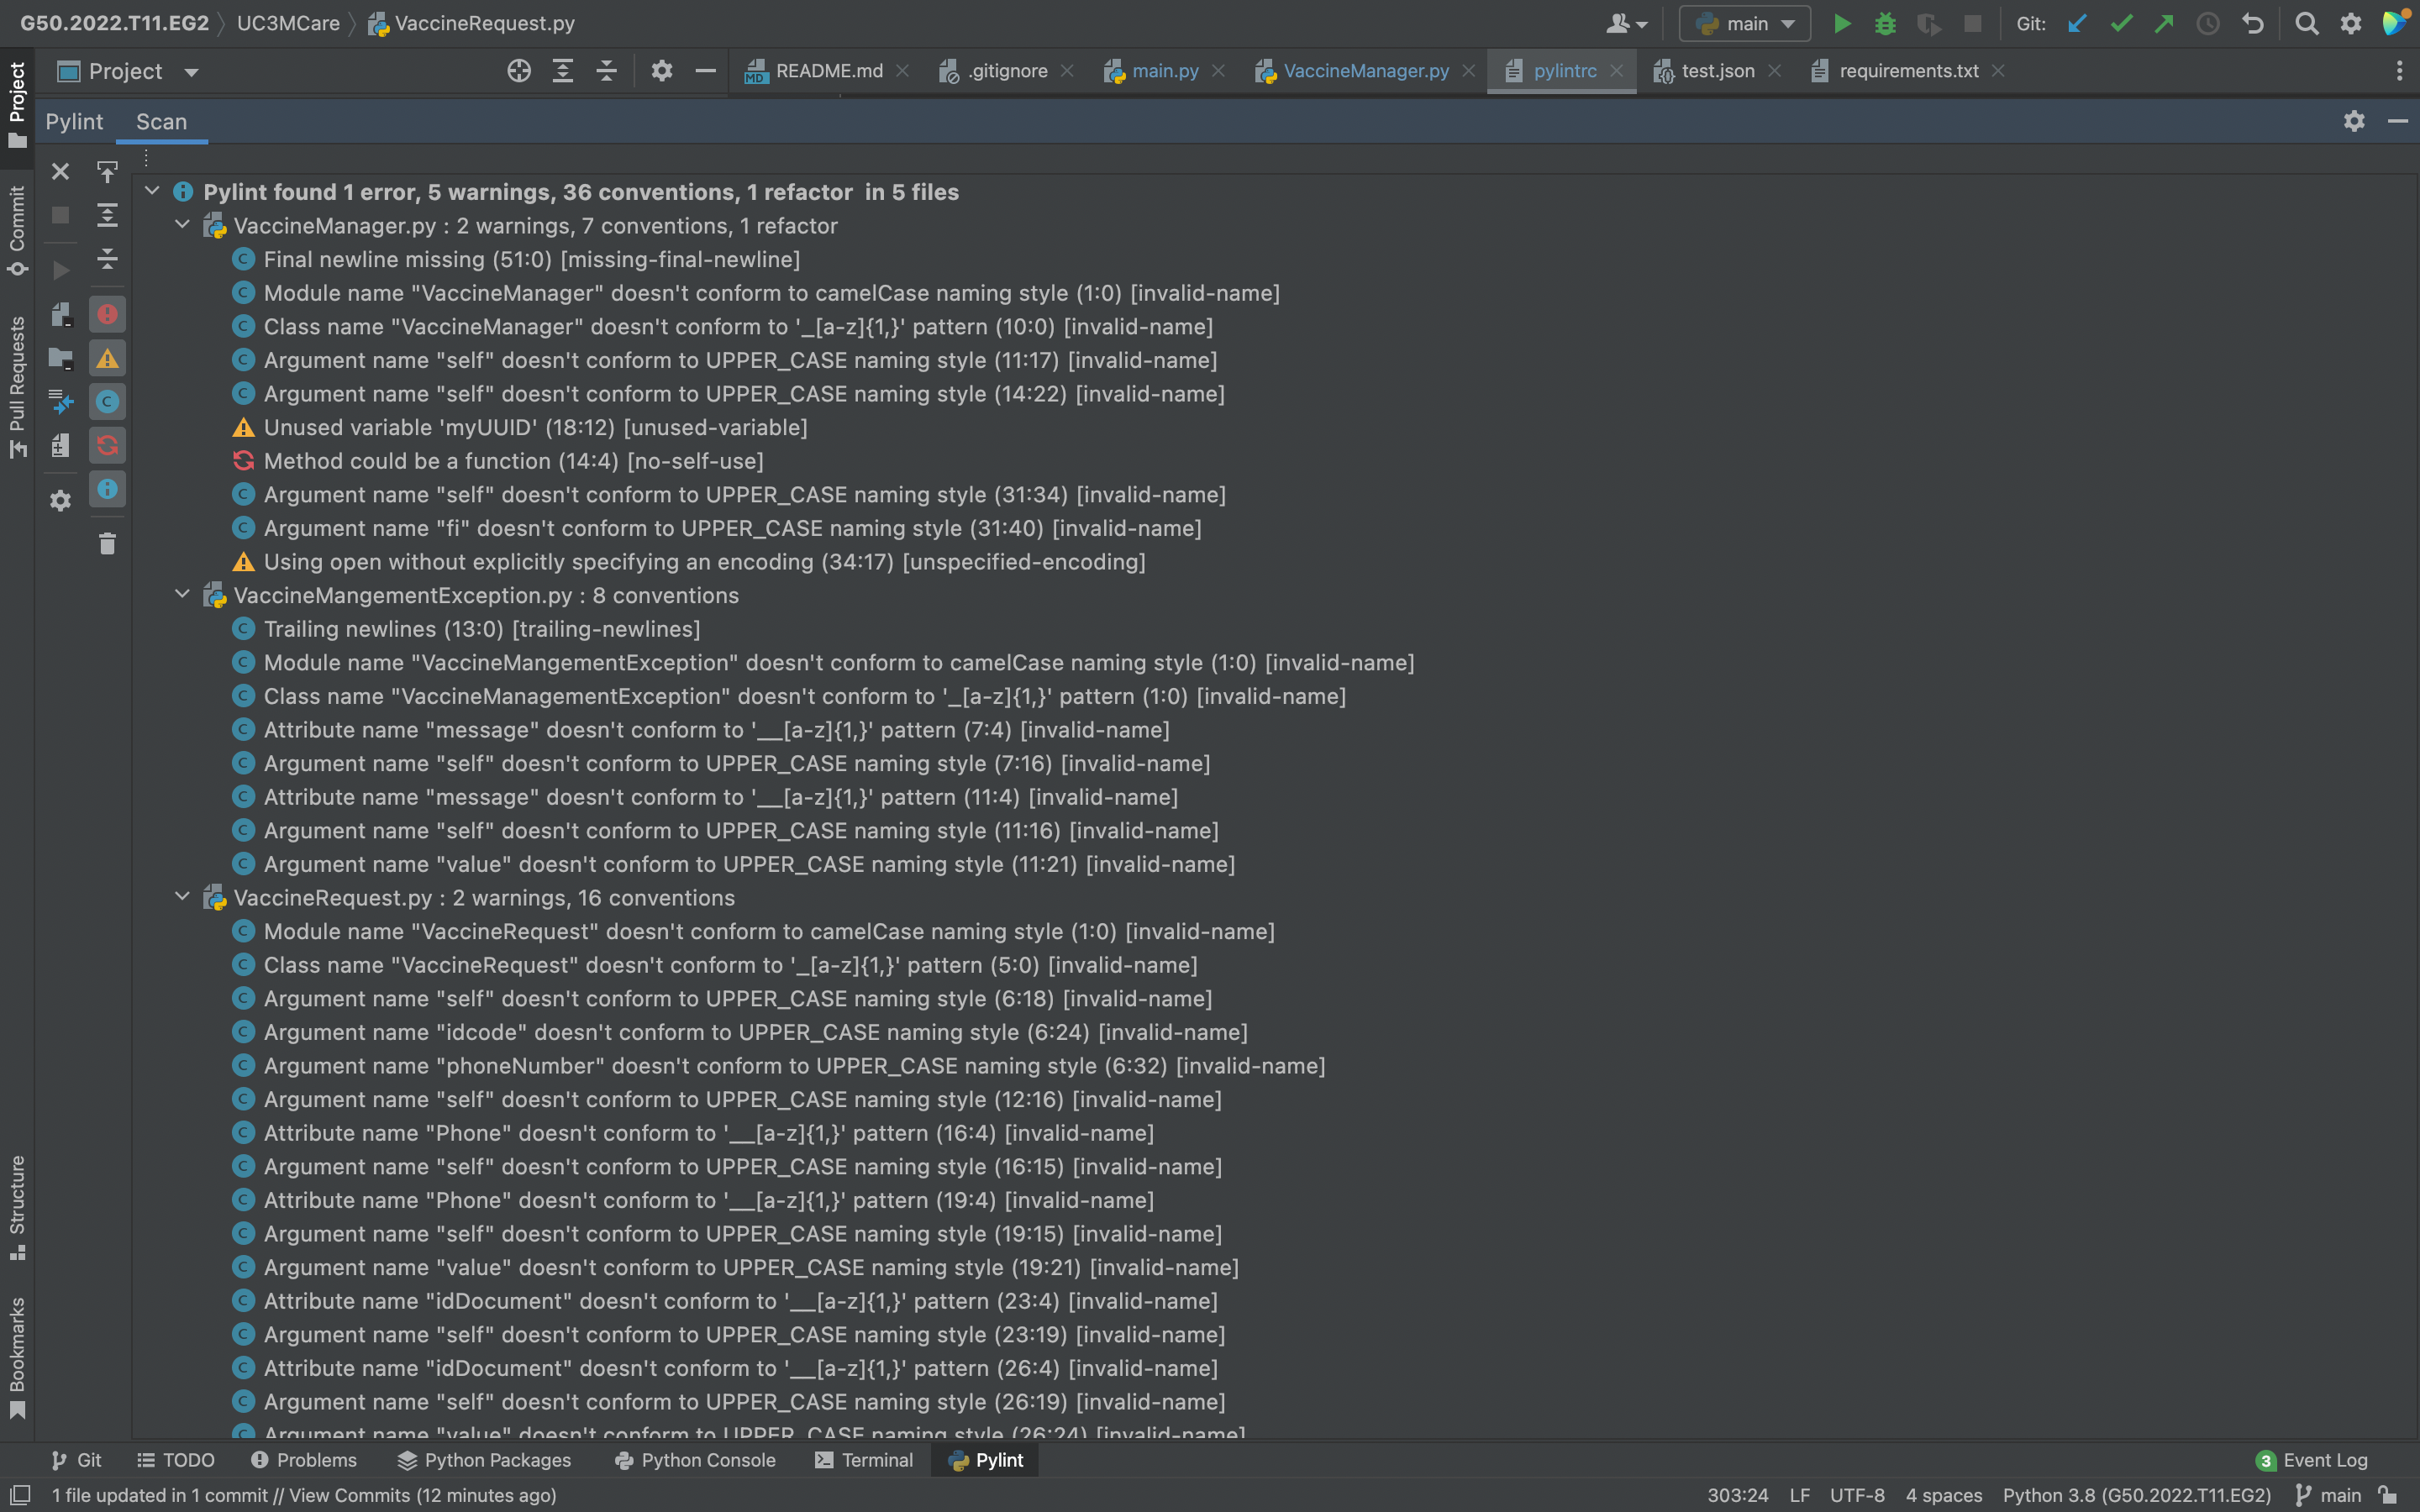 G50.2022.T11.EG2 UC3MCare VaccineRequest.py main Git:
Project README.md .gitignore main.py VaccineManager.py pylintrc test.json requirements.txt
Pylint Scan
Pylint found 1 error, 5 warnings, 36 conventions, 1 refactor in 5 files
VaccineManager.py : 2 warnings, 7 conventions, 1 refactor
Final newline missing (51:0) [missing-final-newline]
Module name "VaccineManager" doesn't conform to camelCase naming style (1:0) [invalid-name]
Class name "VaccineManager" doesn't conform to '_[a-z]{1,}' pattern (10:0) [invalid-name]
Argument name "self" doesn't conform to UPPER_CASE naming style (11:17) [invalid-name]
Argument name "self" doesn't conform to UPPER_CASE naming style (14:22) [invalid-name]
Unused variable 'myUUID' (18:12) [unused-variable]
Method could be a function (14:4) [no-self-use]
Argument name "self" doesn't conform to UPPER_CASE naming style (31:34) [invalid-name]
Argument name "fi" doesn't conform to UPPER_CASE naming style (31:40) [invalid-name]
Using open without explicitly specifying an encoding (34:17) [unspecified-encoding]
VaccineMangementException.py : 8 conventions
Trailing newlines (13:0) [trailing-newlines]
Module name "VaccineMangementException" doesn't conform to camelCase naming style (1:0) [invalid-name]
Class name "VaccineManagementException" doesn't conform to '_[a-z]{1,}' pattern (1:0) [invalid-name]
Attribute name "message" doesn't conform to '__[a-z]{1,}' pattern (7:4) [invalid-name]
Argument name "self" doesn't conform to UPPER_CASE naming style (7:16) [invalid-name]
Attribute name "message" doesn't conform to '__[a-z]{1,}' pattern (11:4) [invalid-name]
Argument name "self" doesn't conform to UPPER_CASE naming style (11:16) [invalid-name]
Argument name "value" doesn't conform to UPPER_CASE naming style (11:21) [invalid-name]
VaccineRequest.py : 2 warnings, 16 conventions
Module name "VaccineRequest" doesn't conform to camelCase naming style (1:0) [invalid-name]
Class name "VaccineRequest" doesn't conform to '_[a-z]{1,}' pattern (5:0) [invalid-name]
Argument name "self" doesn't conform to UPPER_CASE naming style (6:18) [invalid-name]
Argument name "idcode" doesn't conform to UPPER_CASE naming style (6:24) [invalid-name]
Argument name "phoneNumber" doesn't conform to UPPER_CASE naming style (6:32) [invalid-name]
Argument name "self" doesn't conform to UPPER_CASE naming style (12:16) [invalid-name]
Attribute name "Phone" doesn't conform to '__[a-z]{1,}' pattern (16:4) [invalid-name]
Argument name "self" doesn't conform to UPPER_CASE naming style (16:15) [invalid-name]
Attribute name "Phone" doesn't conform to '__[a-z]{1,}' pattern (19:4) [invalid-name]
Argument name "self" doesn't conform to UPPER_CASE naming style (19:15) [invalid-name]
Argument name "value" doesn't conform to UPPER_CASE naming style (19:21) [invalid-name]
Attribute name "idDocument" doesn't conform to '__[a-z]{1,}' pattern (23:4) [invalid-name]
Argument name "self" doesn't conform to UPPER_CASE naming style (23:19) [invalid-name]
Attribute name "idDocument" doesn't conform to '__[a-z]{1,}' pattern (26:4) [invalid-name]
Argument name "self" doesn't conform to UPPER_CASE naming style (26:19) [invalid-name]
Argument name "value" doesn't conform to UPPER_CASE naming style (26:24) [invalid-name]
Project
Commit
Pull Requests
Structure
Bookmarks
Git TODO Problems Python Packages Python Console Terminal Pylint 3 Event Log
1 file updated in 1 commit // View Commits (12 minutes ago) 303:24 LF UTF-8 4 spaces Python 3.8 (G50.2022.T11.EG2) main